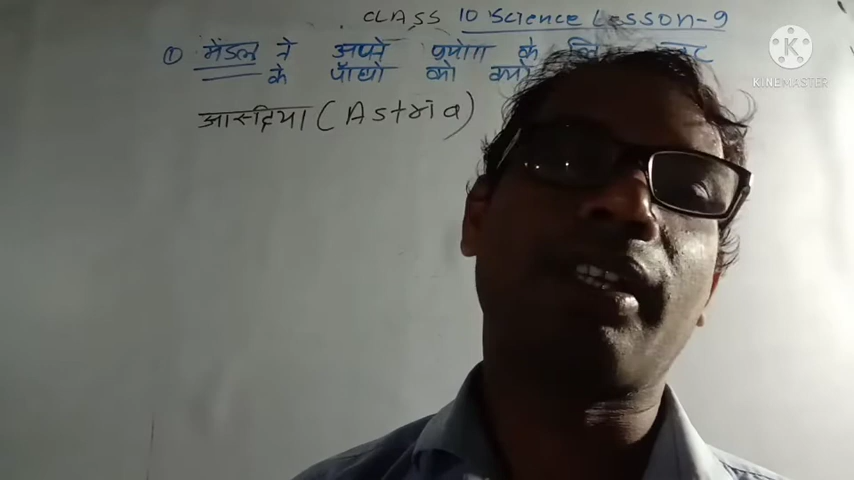 CLASS 10 Science Lesson-9
① मेंडल ने अपने प्रयोग के
के पौधो को
आस्ट्रिया (Astria)
KINEMASTER